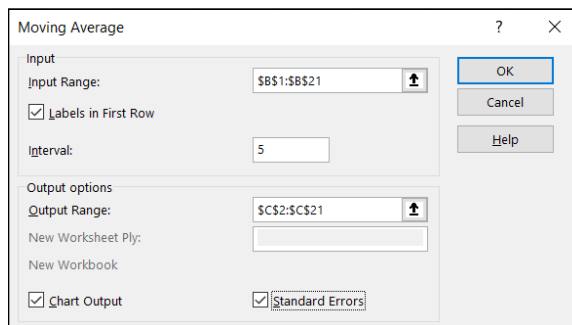 Moving Average
?
Input
Input Range:
$B$1:$B$21
OK
Labels in First Row
Cancel
Interval:
5
Help
Output options
Output Range:
$C$2:$C$21
New Worksheet Ply:
New Workbook
Chart Output
Standard Errors